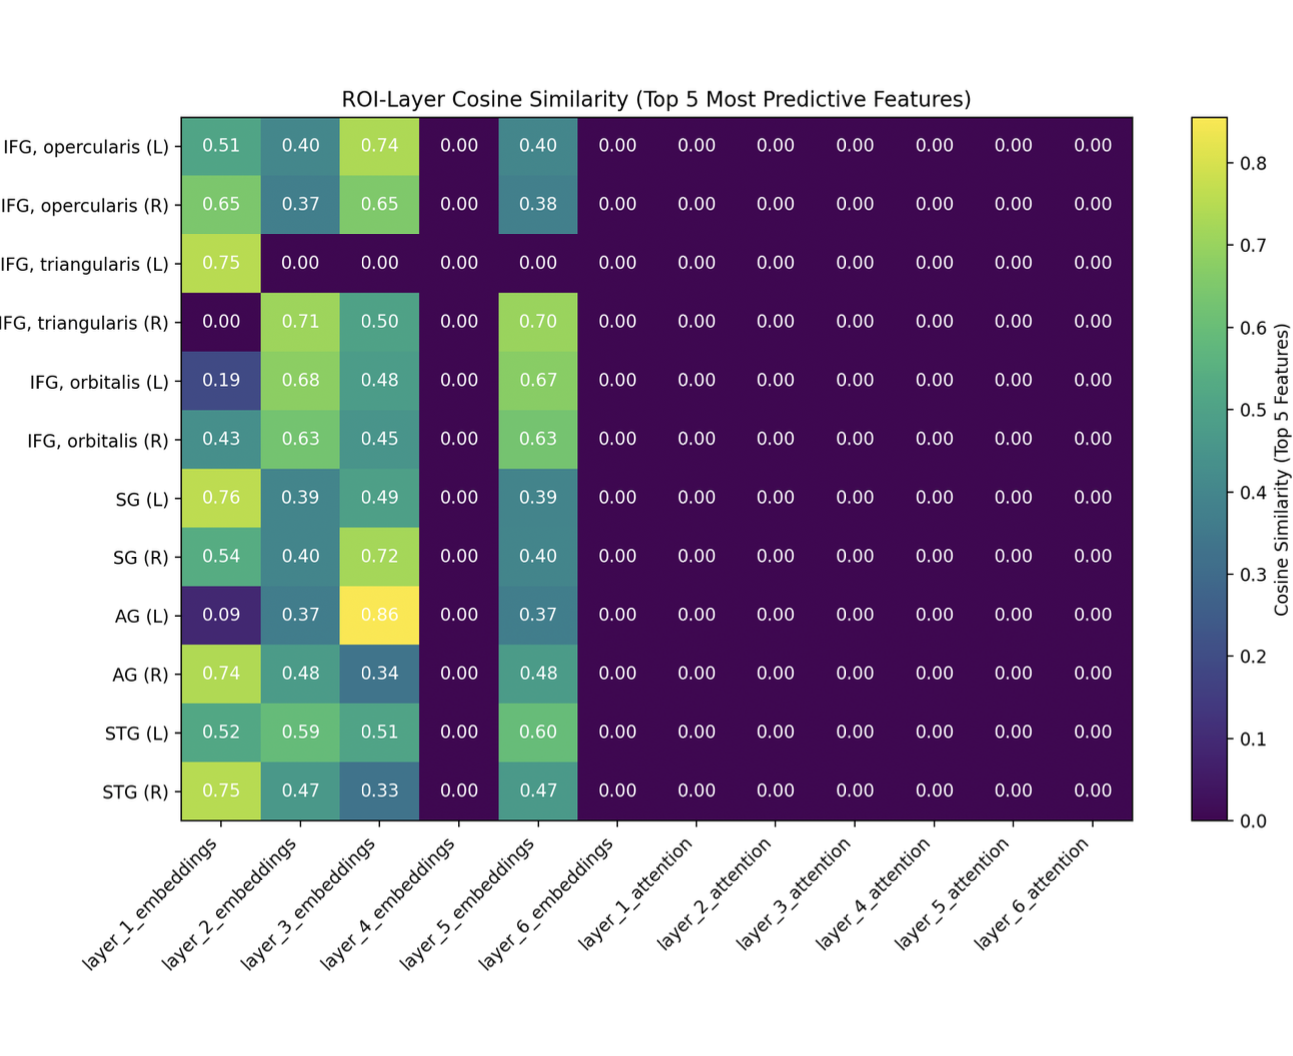 ROI-Layer Cosine Similarity (Top 5 Most Predictive Features)
IFG, opercularis (L) 0.51 0.40 0.74 0.00 0.40 0.00 0.00 0.00 0.00 0.00 0.00 0.00
IFG, opercularis (R) 0.65 0.37 0.65 0.00 0.38 0.00 0.00 0.00 0.00 0.00 0.00 0.00
IFG, triangularis (L) 0.75 0.00 0.00 0.00 0.00 0.00 0.00 0.00 0.00 0.00 0.00 0.00
IFG, triangularis (R) 0.00 0.71 0.50 0.00 0.70 0.00 0.00 0.00 0.00 0.00 0.00 0.00
IFG, orbitalis (L) 0.19 0.68 0.48 0.00 0.67 0.00 0.00 0.00 0.00 0.00 0.00 0.00
IFG, orbitalis (R) 0.43 0.63 0.45 0.00 0.63 0.00 0.00 0.00 0.00 0.00 0.00 0.00
SG (L) 0.76 0.39 0.49 0.00 0.39 0.00 0.00 0.00 0.00 0.00 0.00 0.00
SG (R) 0.54 0.40 0.72 0.00 0.40 0.00 0.00 0.00 0.00 0.00 0.00 0.00
AG (L) 0.09 0.37 0.86 0.00 0.37 0.00 0.00 0.00 0.00 0.00 0.00 0.00
AG (R) 0.74 0.48 0.34 0.00 0.48 0.00 0.00 0.00 0.00 0.00 0.00 0.00
STG (L) 0.52 0.59 0.51 0.00 0.60 0.00 0.00 0.00 0.00 0.00 0.00 0.00
STG (R) 0.75 0.47 0.33 0.00 0.47 0.00 0.00 0.00 0.00 0.00 0.00 0.00
layer_1_embeddings
layer_2_embeddings
layer_3_embeddings
layer_4_embeddings
layer_5_embeddings
layer_6_embeddings
layer_1_attention
layer_2_attention
layer_3_attention
layer_4_attention
layer_5_attention
layer_6_attention
0.8
0.7
0.6
0.5
0.4
0.3
0.2
0.1
0.0
Cosine Similarity (Top 5 Features)